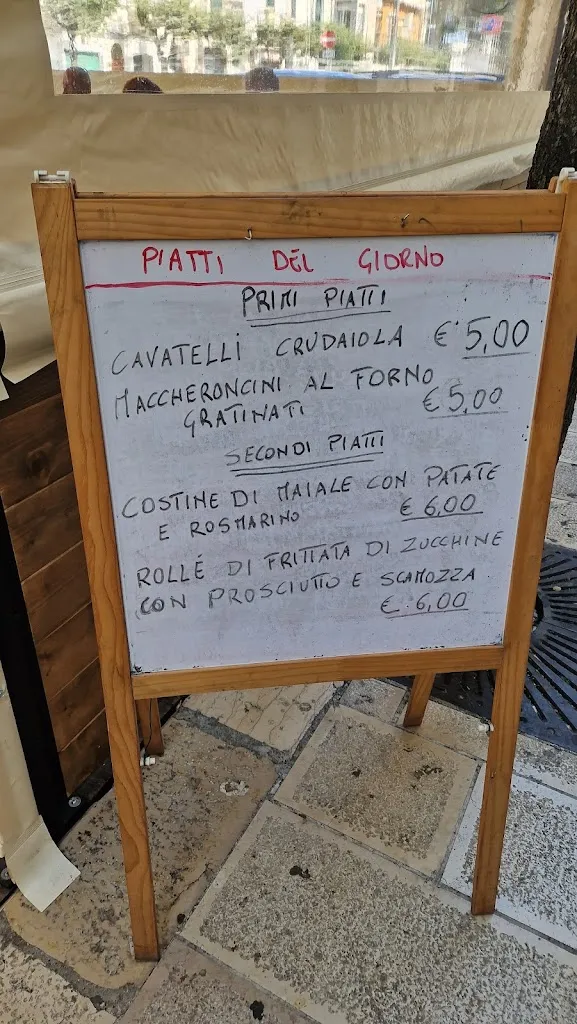 PIATTI DEL GIORNO
PRIMI PIATTI
CAVATELLI CRUDAIOLA € 5,00
MACCHERONCINI AL FORNO
GRATINATI € 5,00
SECONDI PIATTI
COSTINE DI MAIALE CON PATATE
E ROSMARINO € 6,00
ROLLÉ DI FRITTATA DI ZUCCHINE
CON PROSCIUTTO E SCAMOZZA
€. 6,00